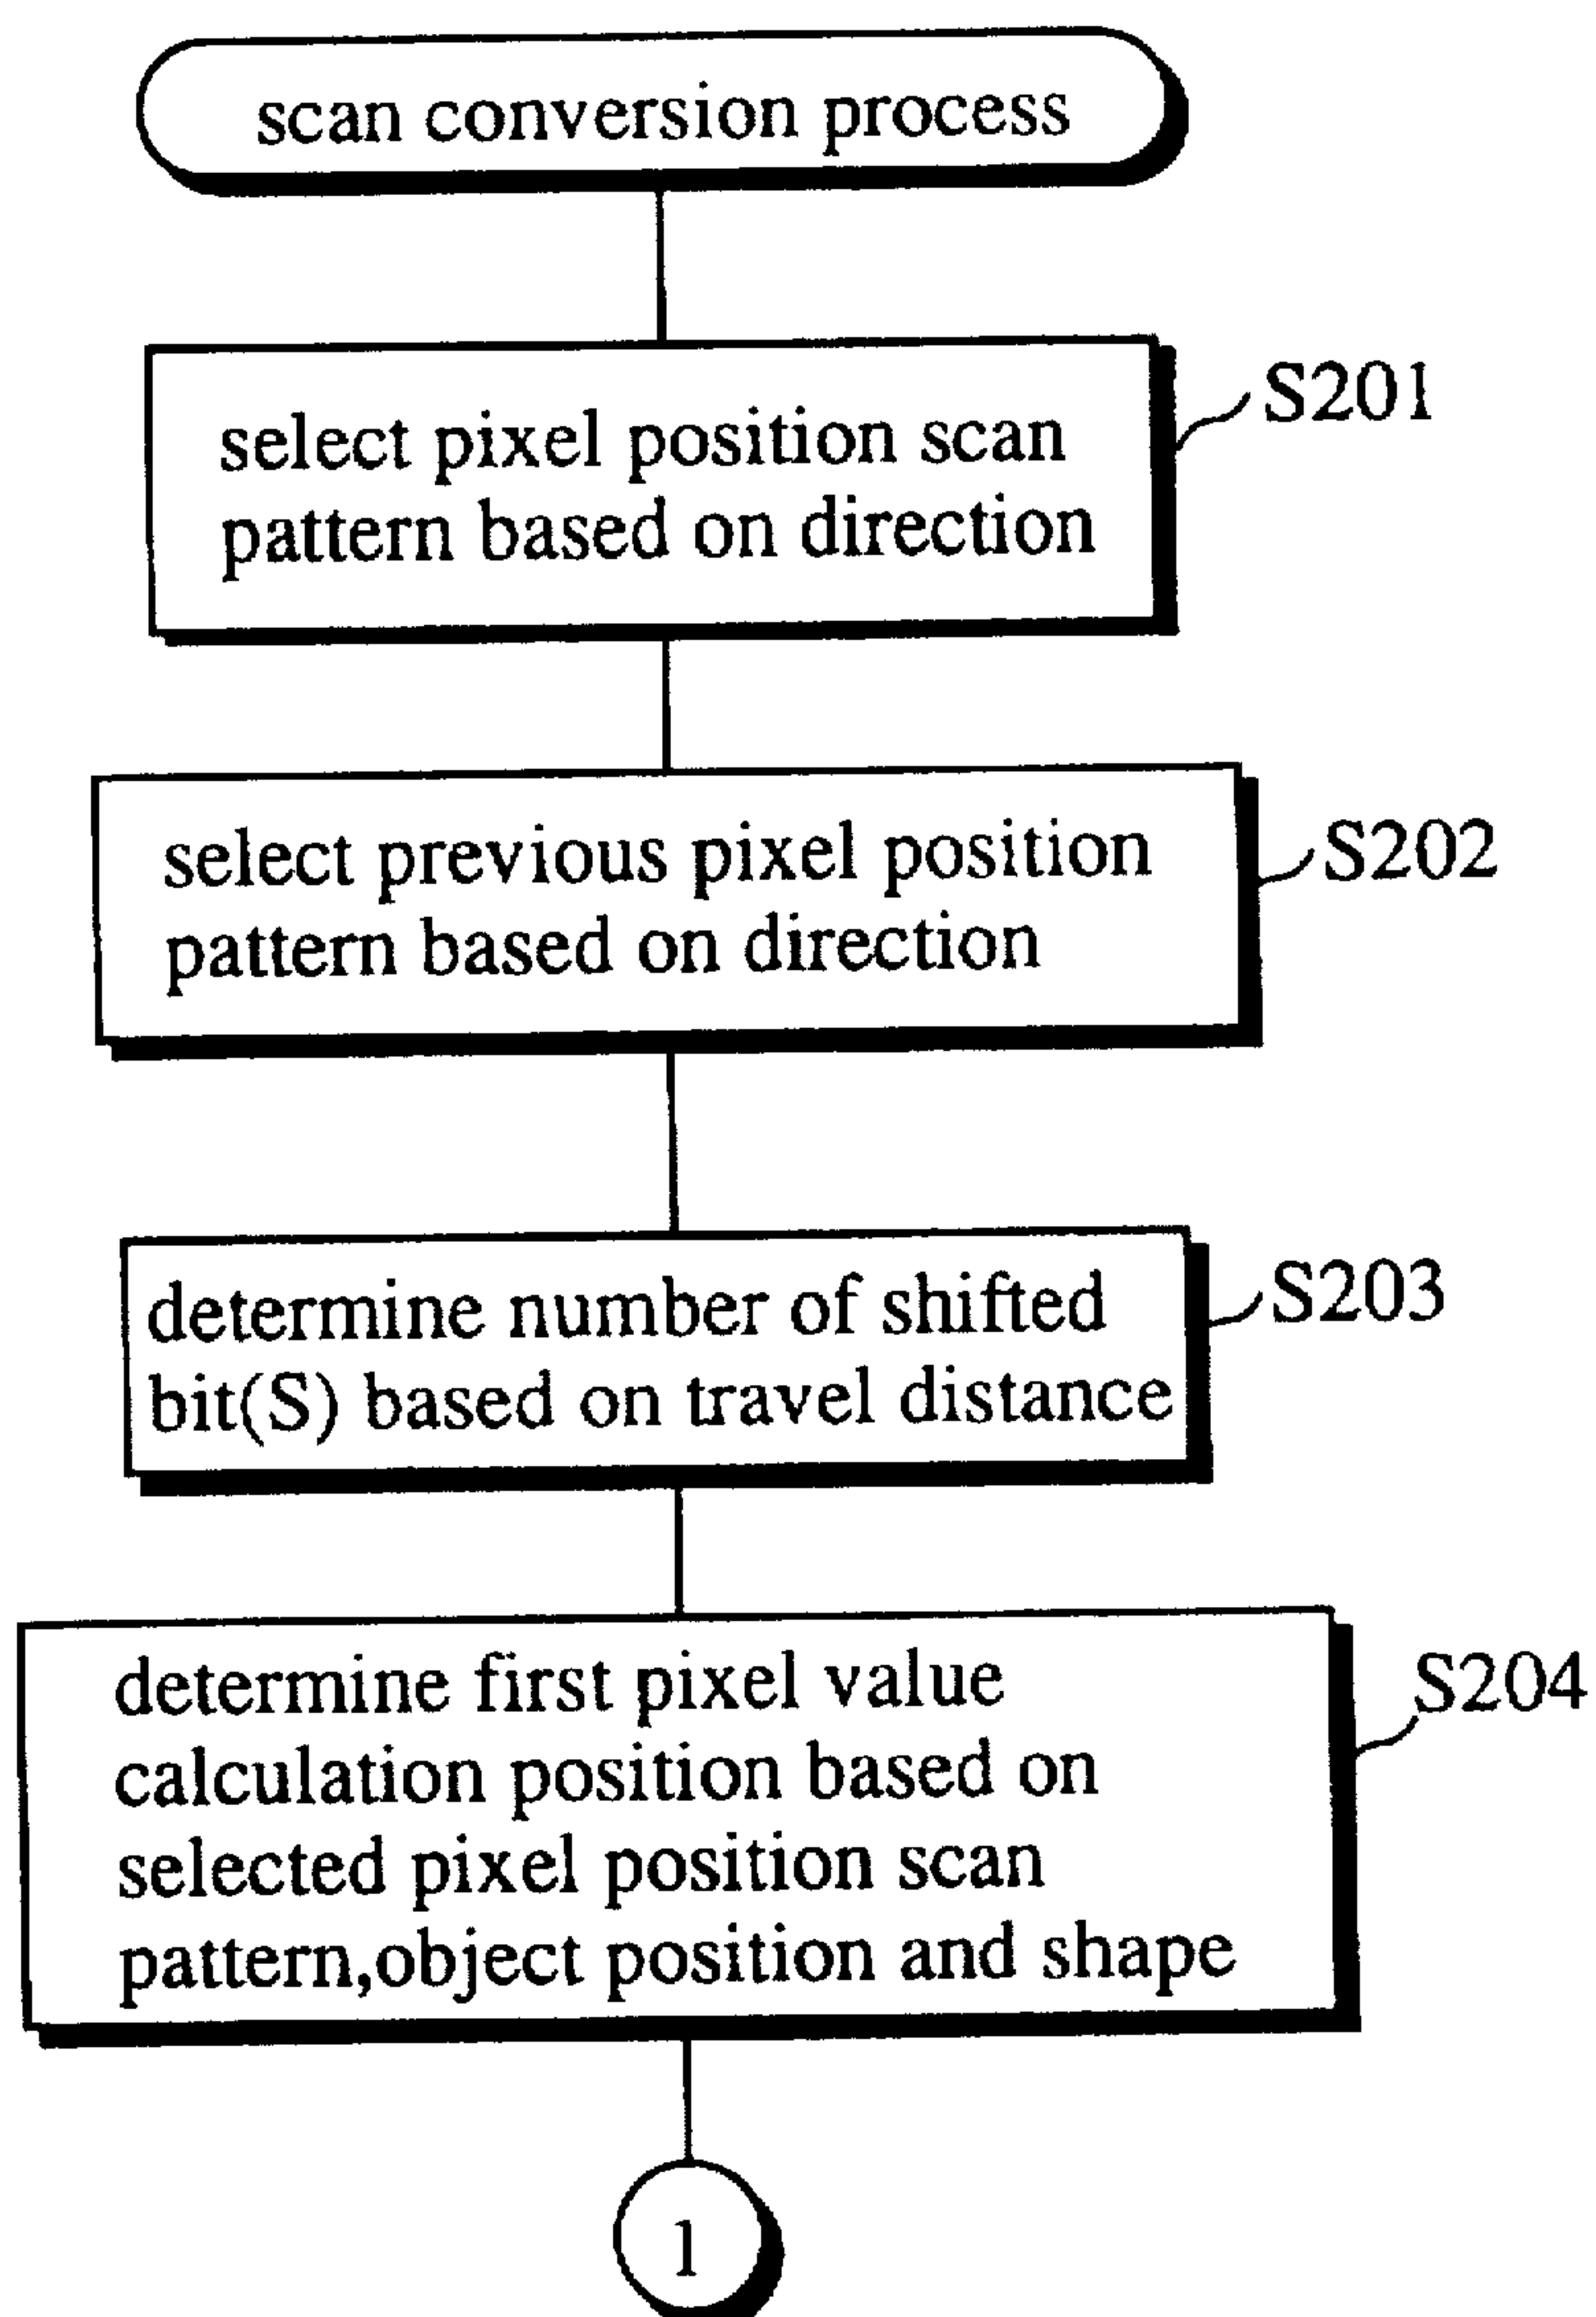 scan conversion process
S201
select pixel position scan
pattern based on direction
S202
select previous pixel position
pattern based on direction
S203
determine number of shifted
bit(S) based on travel distance
S204
determine first pixel value
calculation position based on
selected pixel position scan
pattern,object position and shape
1